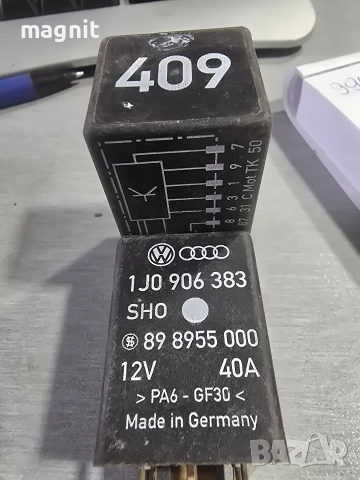 magnit
409
7
9
1
3
6
8
50
TK
Mot
C
31
87
1J0 906 383
SHO
89 8955 000
12V 40A
> PA6 - GF30 <
Made in Germany
BAZAR